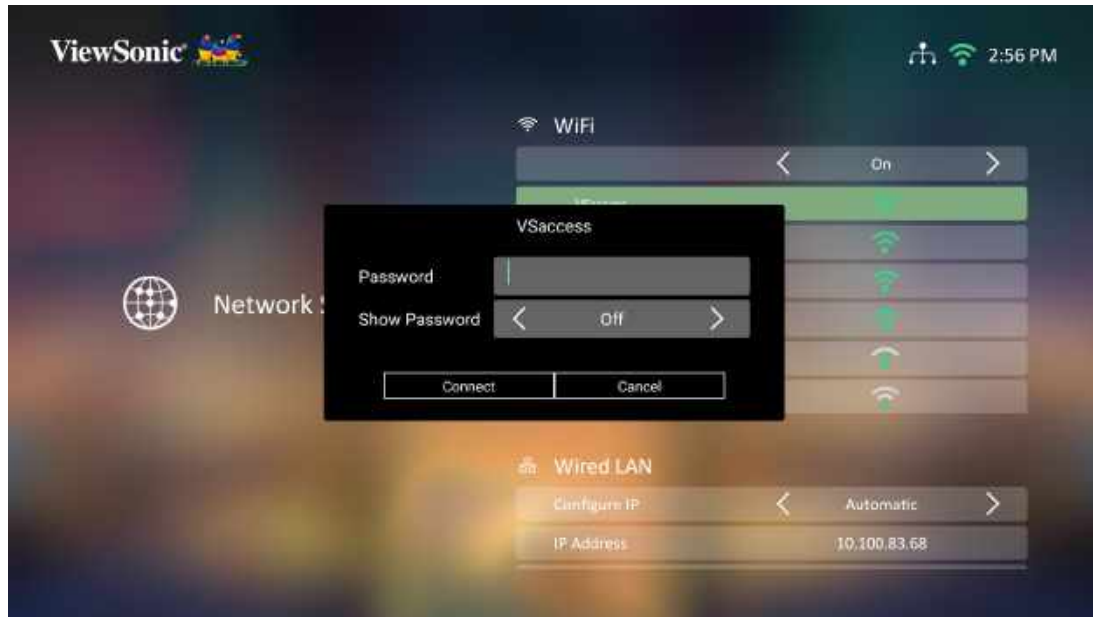 ViewSonic
2:56 PM
WiFi
On
VSaccess
Password
Network
Show Password Off
Connect Cancel
Wired LAN
Configure IP Automatic
IP Address 10.100.83.68